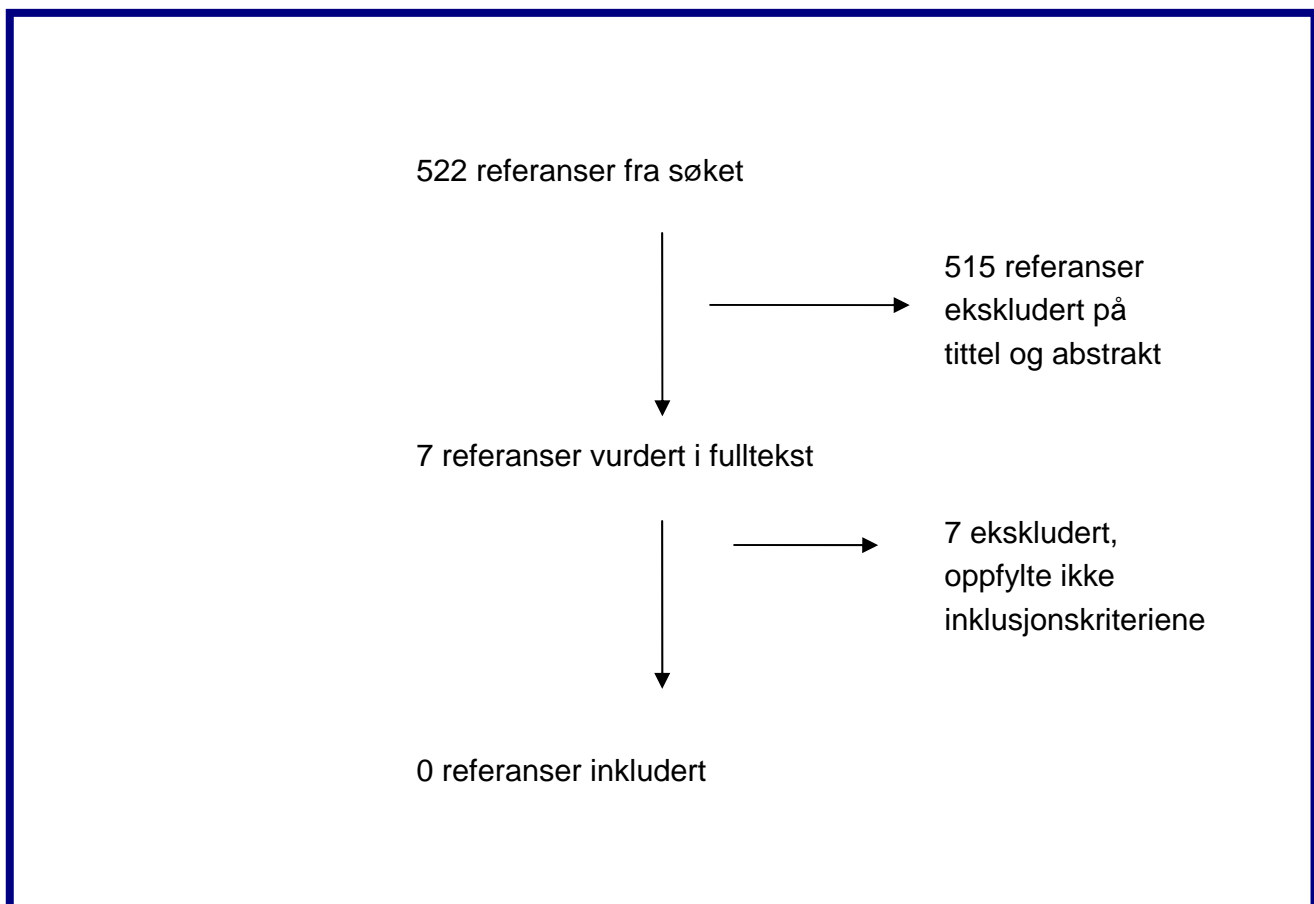 522 referanser fra søket
515 referanser
ekskludert på
tittel og abstrakt
7 referanser vurdert i fulltekst
7 ekskludert,
oppfylte ikke
inklusjonskriteriene
0 referanser inkludert